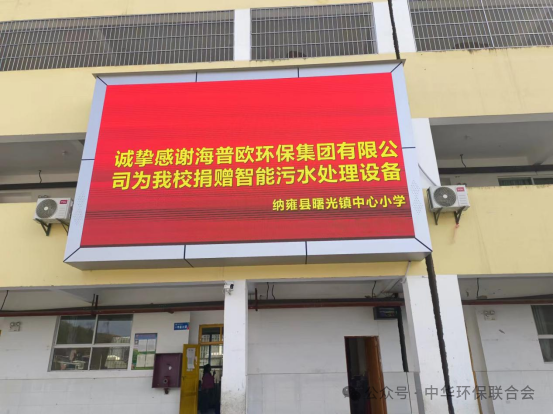 诚挚感谢海普欧环保集团有限公
司为我校捐赠智能污水处理设备
纳雍县曙光镇中心小学
公众号·中华环保联合会